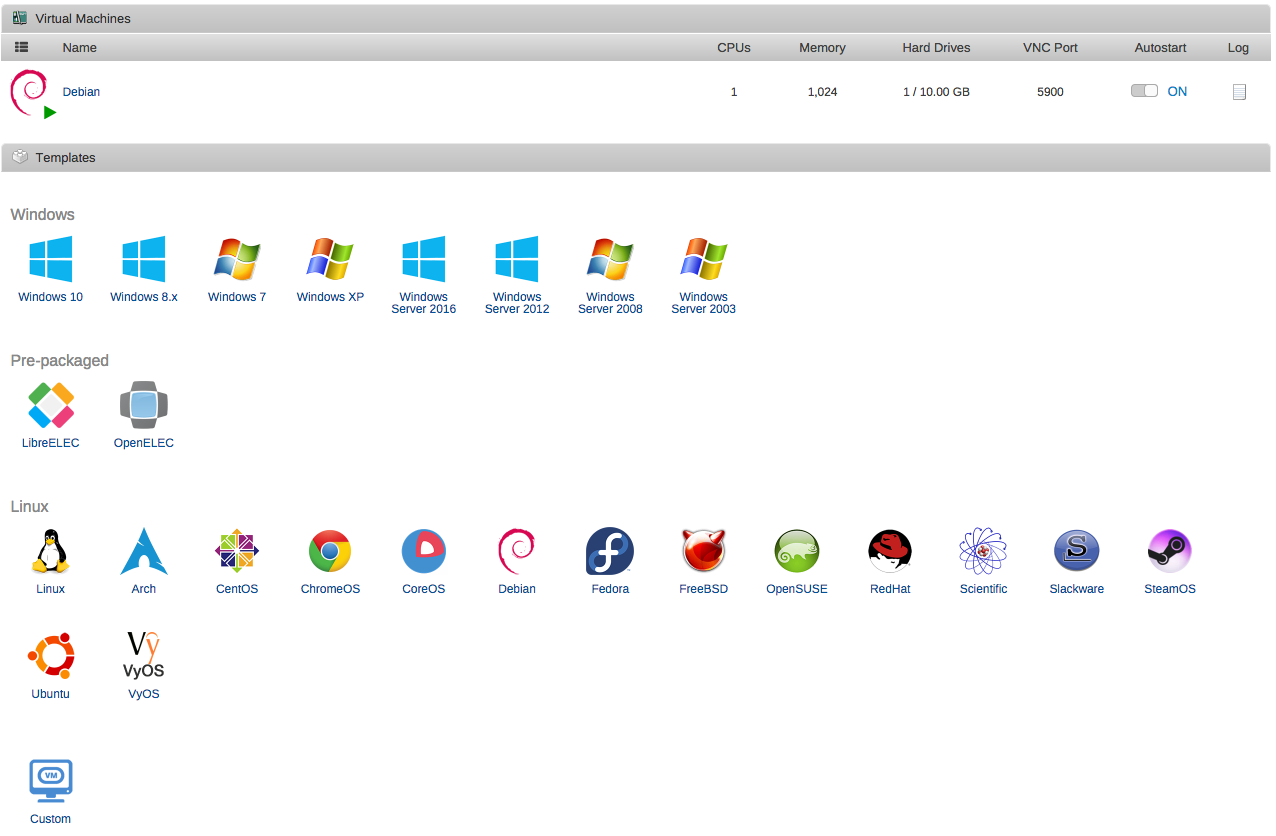 Virtual Machines
Name CPUs Memory Hard Drives VNC Port Autostart Log
Debian 1 1,024 1 / 10.00 GB 5900 ON
Templates
Windows
Windows 10 Windows 8.x Windows 7 Windows XP Windows Windows Windows Windows
Server 2016 Server 2012 Server 2008 Server 2003
Pre-packaged
LibreELEC OpenELEC
Linux
S
Linux Arch CentOS ChromeOS CoreOS Debian Fedora FreeBSD OpenSUSE RedHat Scientific Slackware SteamOS
Vy
VyOS
Ubuntu VyOS
VM
Custom